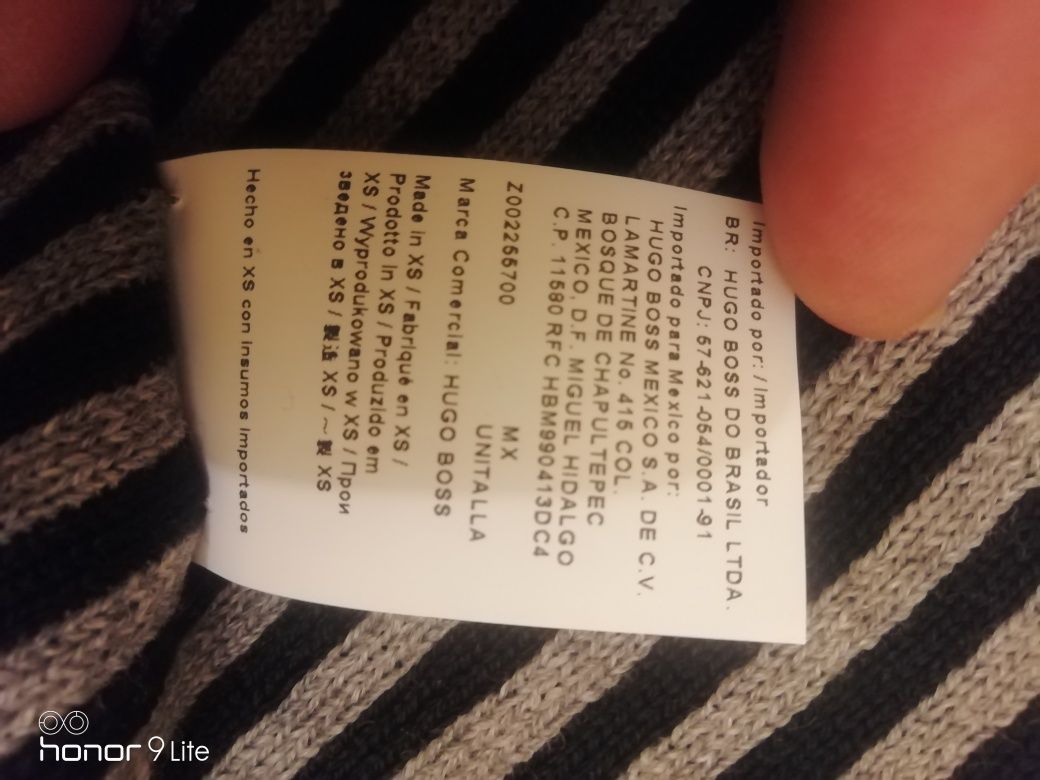 Importado por: / Importador
BR: HUGO BOSS DO BRASIL LTDA.
CNPJ: 57-621-054/0001-91
Importado para Mexico por:
HUGO BOSS MEXICO S.A. DE C.V.
LAMARTINE No. 415 COL.
BOSQUE DE CHAPULTEPEC
MEXICO, D.F. MIGUEL HIDALGO
C.P. 11580 RFC HBM990413DC4
Z002255700 MX
UNITALLA
Marca Comercial: HUGO BOSS
Made in XS / Fabriqué en XS /
Prodotto in XS / Produzido em
XS / Wyprodukowano w XS / Прои
зведено в XS / 製造 XS / ~製 XS
Hecho en XS con insumos importados
honor 9 Lite